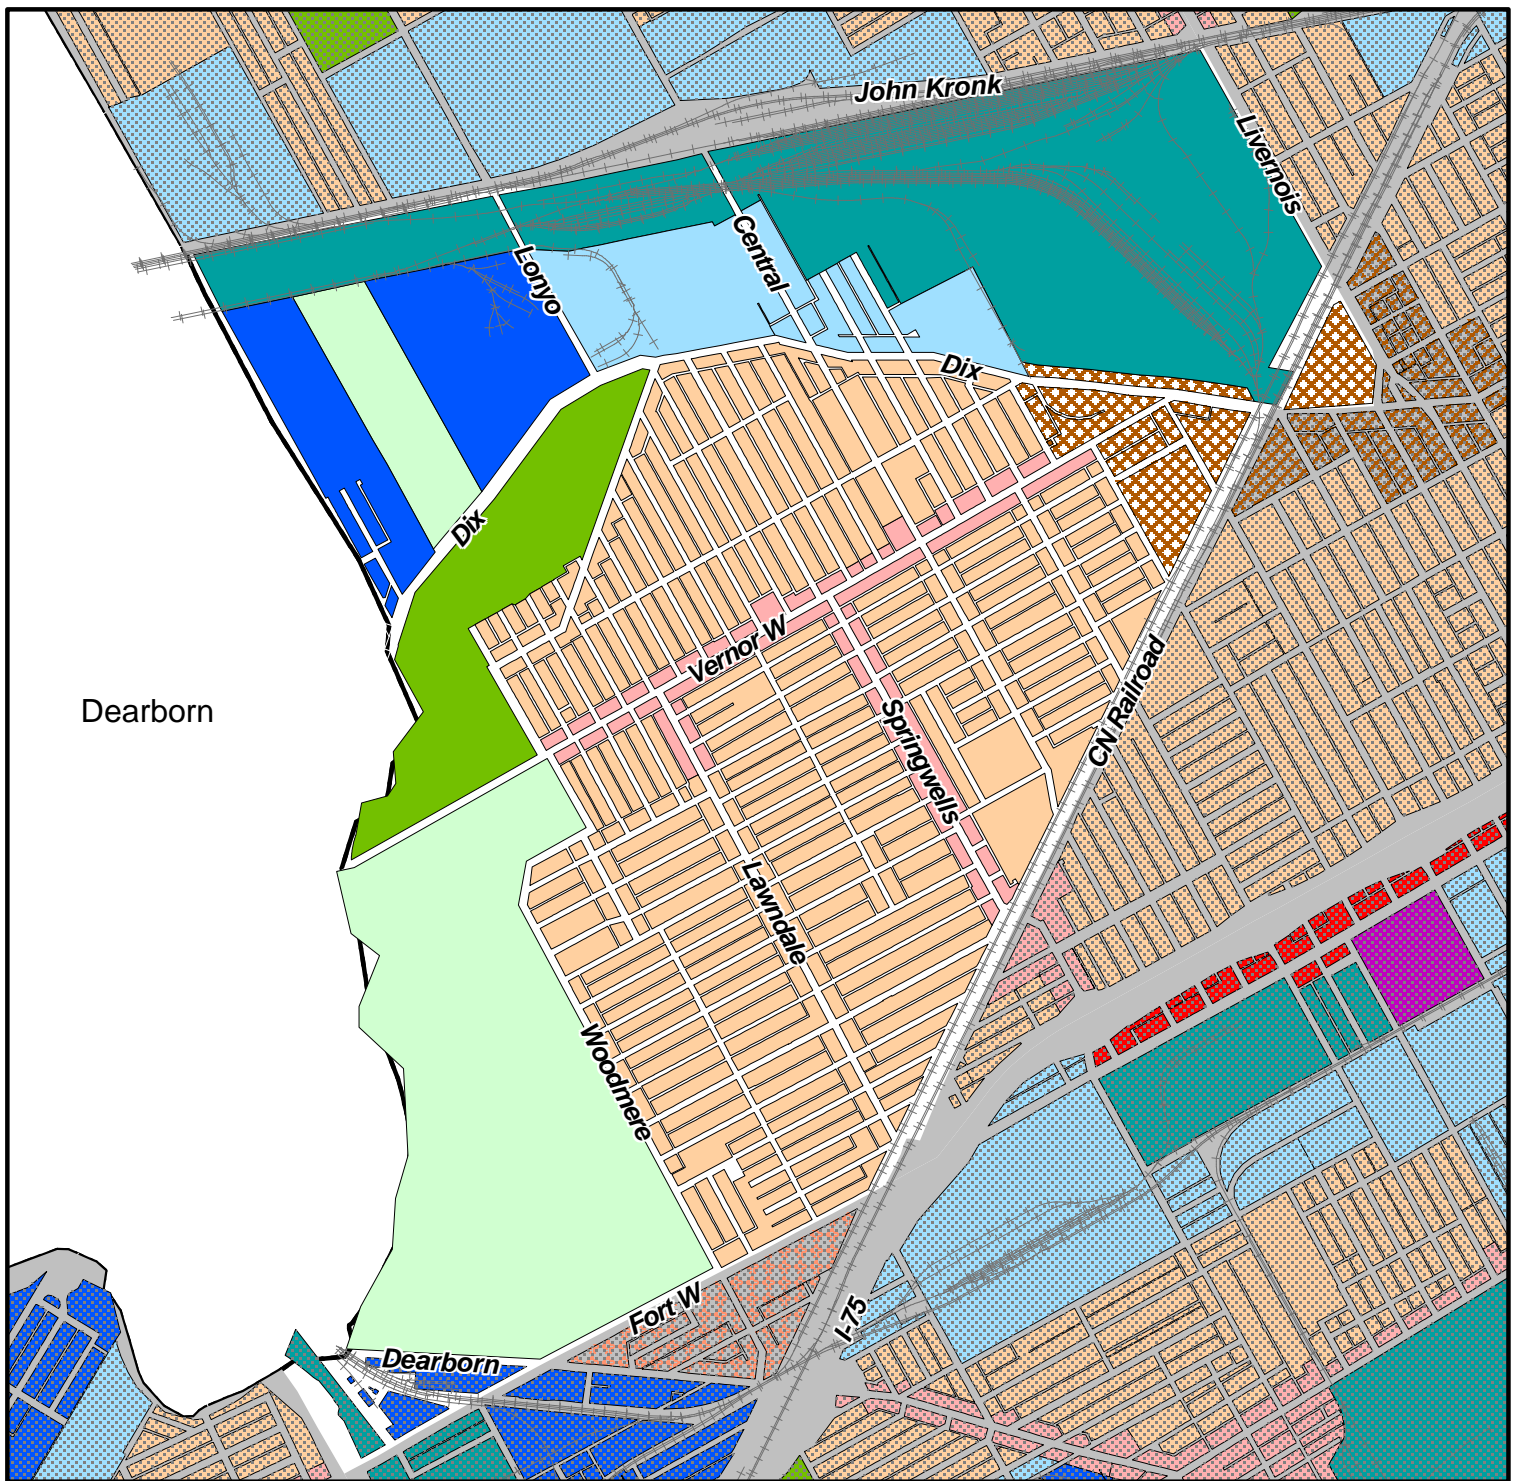 John Kronk
Livernois
Central
Lonyo
Dix
Dix
Vernor W
CN Railroad
Dearborn
Springwells
Lawndale
Woodmere
Fort W
I-75
Dearborn